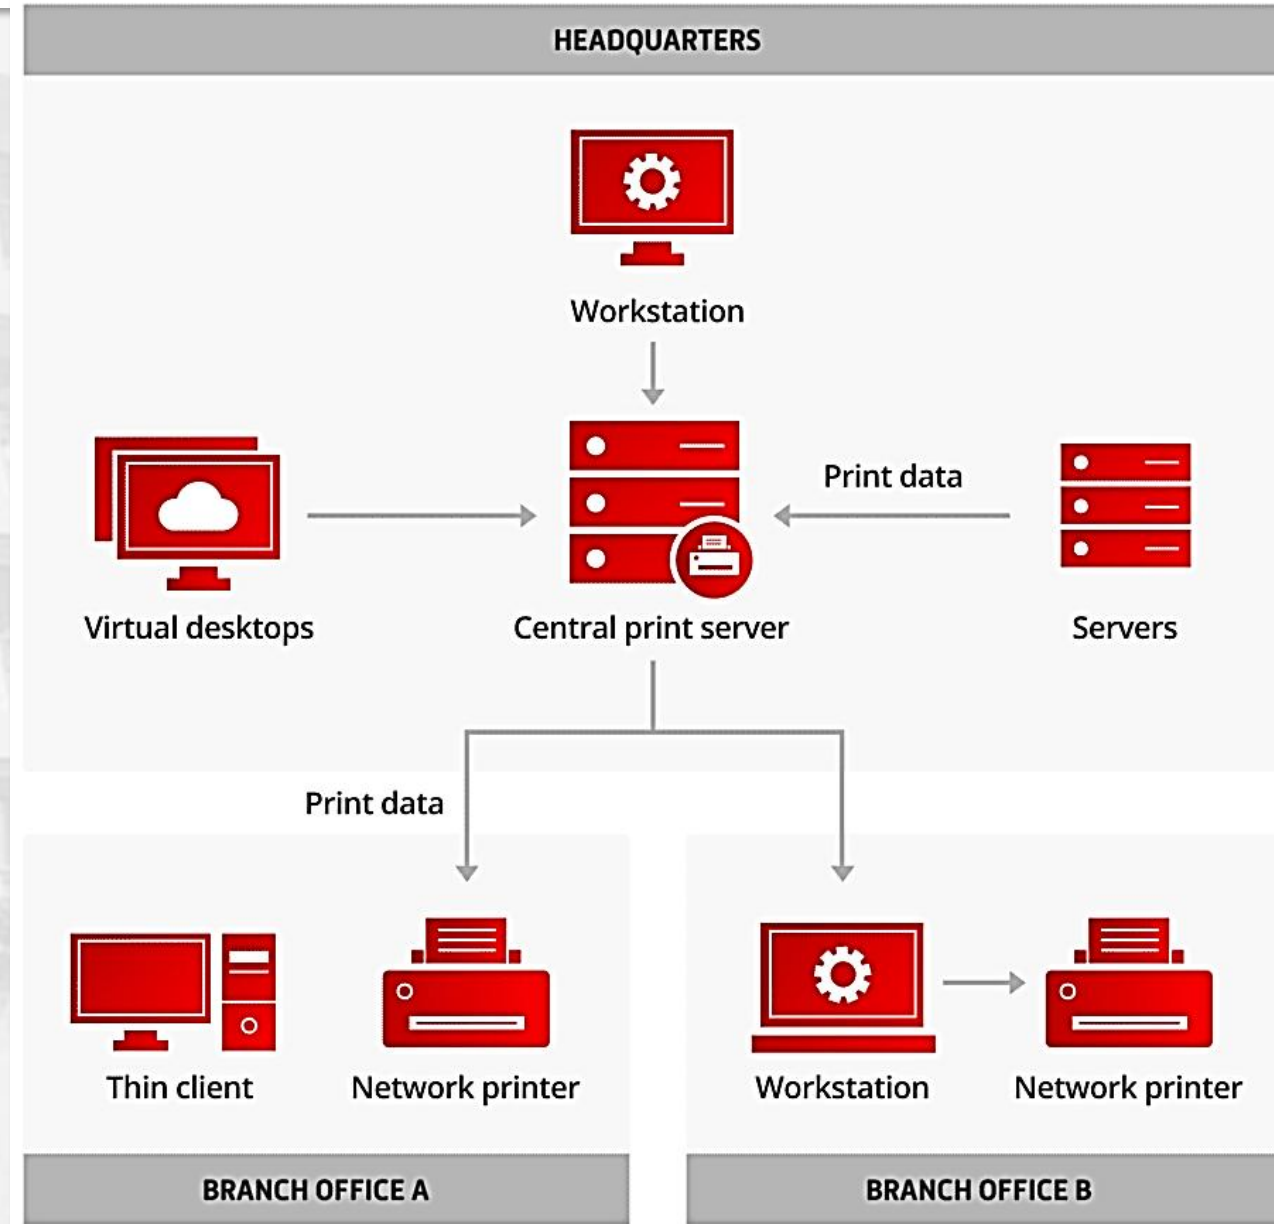 HEADQUARTERS
Workstation
Print data
Virtual desktops
Central print server
Servers
Print data
Thin client
Network printer
Workstation
Network printer
BRANCH OFFICE A
BRANCH OFFICE B